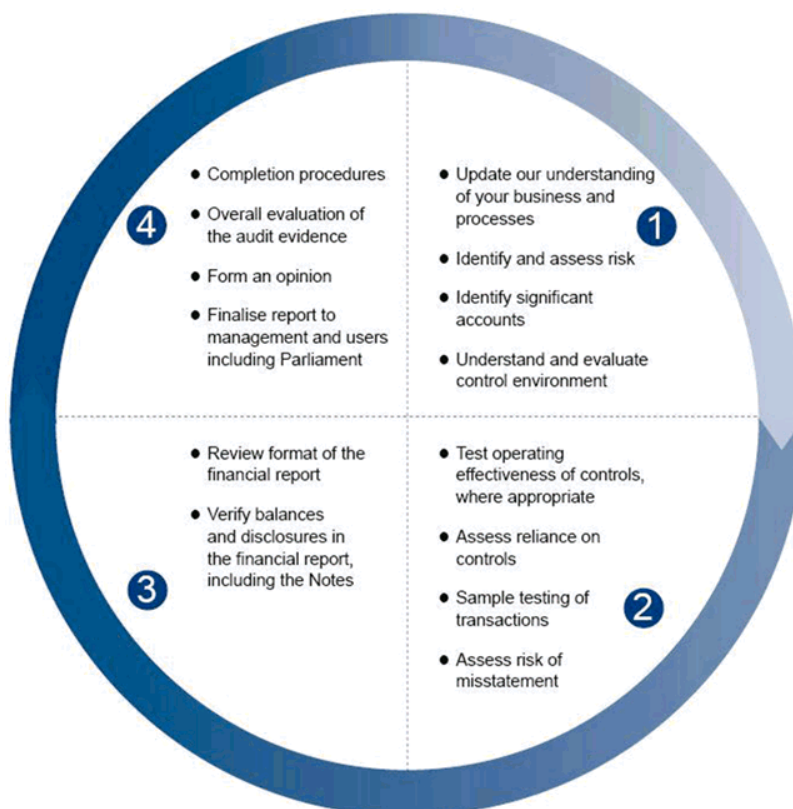 1
● Update our understanding
of your business and
processes
● Identify and assess risk
● Identify significant
accounts
● Understand and evaluate
control environment
2
● Test operating
effectiveness of controls,
where appropriate
● Assess reliance on
controls
● Sample testing of
transactions
● Assess risk of
misstatement
3
● Review format of the
financial report
● Verify balances
and disclosures in
the financial report,
including the Notes
4
● Completion procedures
● Overall evaluation of
the audit evidence
● Form an opinion
● Finalise report to
management and users
including Parliament